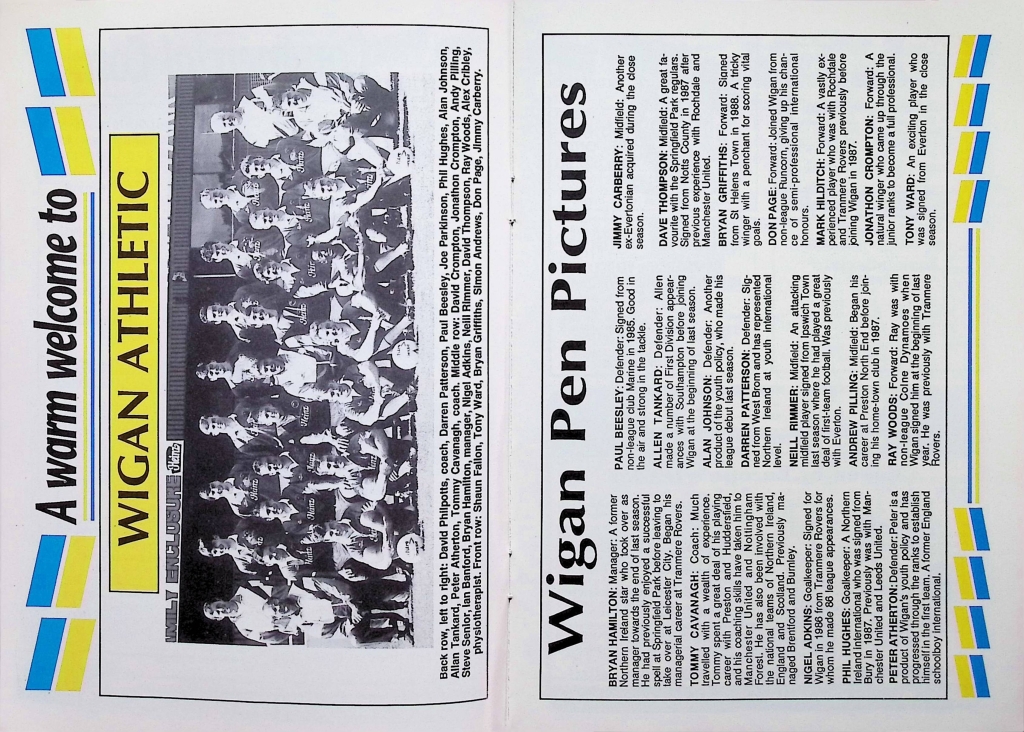 A warm welcome to
WIGAN ATHLETIC
FAMILY ENCLOSURE
Heinz
Back row, left to right: David Philpotts, coach, Darren Patterson, Paul Beesley, Joe Parkinson, Phil Hughes, Alan Johnson,
Allan Tankard, Peter Atherton, Tommy Cavanagh, coach. Middle row: David Crompton, Jonathon Crompton, Andy Pilling,
Steve Senior, Ian Banford, Bryan Hamilton, manager, Nigel Adkins, Neill Rimmer, David Thompson, Ray Woods, Alex Cribley,
physiotherepist. Front row: Shaun Fallon, Tony Ward, Bryan Griffiths, Simon Andrews, Don Page, Jimmy Carberry.
Wigan Pen Pictures
BRYAN HAMILTON: Manager: A former
Northern Ireland star who took over as
manager towards the end of last season.
He had previously enjoyed a successful
spell at Springfield Park before leaving to
take over at Leicester City. Began his
managerial career at Tranmere Rovers.
TOMMY CAVANAGH: Coach: Much
travelled with a wealth of experience.
Tommy spent a great deal of his playing
career with Preston and Huddersfield,
and his coaching skills have taken him to
Manchester United and Nottingham
Forest. He has also been involved with
the national teams of Northern Ireland,
England and Scotland. Previously ma-
naged Brentford and Burnley.
NIGEL ADKINS: Goalkeeper: Signed for
Wigan in 1986 from Tranmere Rovers for
whom he made 86 league appearances.
PHIL HUGHES: Goalkeeper: A Northern
Ireland international who was signed from
Bury in 1987. Previously was with Man-
chester United and Leeds United.
PETER ATHERTON: Defender: Peter is a
product of Wigan's youth policy and has
progressed through the ranks to establish
himself in the first team. A former England
schoolboy international.
PAUL BEESLEY: Defender: Signed from
non-league club Marine in 1985. Good in
the air and strong in the tackle.
ALLEN TANKARD: Defender: Allen
made a number of First Division appear-
ances with Southampton before joining
Wigan at the beginning of last season.
ALAN JOHNSON: Defender: Another
product of the youth policy, who made his
league debut last season.
DARREN PATTERSON: Defender: Sig-
ned from West Brom and has represented
Northern Ireland at youth international
level.
NEILL RIMMER: Midfield: An attacking
midfield player signed from Ipswich Town
last season where he had played a great
deal of first-team football. Was previously
with Everton.
ANDREW PILLING: Midfield: Began his
career at Preston North End before join-
ing his home-town club in 1987.
RAY WOODS: Forward: Ray was with
non-league Colne Dynamoes when
Wigan signed him at the beginning of last
year. He was previously with Tranmere
Rovers.
JIMMY CARBERRY: Midfield: Another
ex-Evertonian acquired during the close
season.
DAVE THOMPSON: Midfield: A great fa-
vourite with the Springfield Park regulars.
Signed from Notts County in 1987 after
previous experience with Rochdale and
Manchester United.
BRYAN GRIFFITHS: Forward: Signed
from St Helens Town in 1988. A tricky
winger with a penchant for scoring vital
goals.
DON PAGE: Forward: Joined Wigan from
non-league Runcorn, giving up his chan-
ce of semi-professional international
honours.
MARK HILDITCH: Forward: A vastly ex-
perienced player who was with Rochdale
and Tranmere Rovers previously before
joining Wigan in 1987.
JONATHON CROMPTON: Forward: A
natural winger who came up through the
junior ranks to become a full professional.
TONY WARD: An exciting player who
was signed from Everton in the close
season.